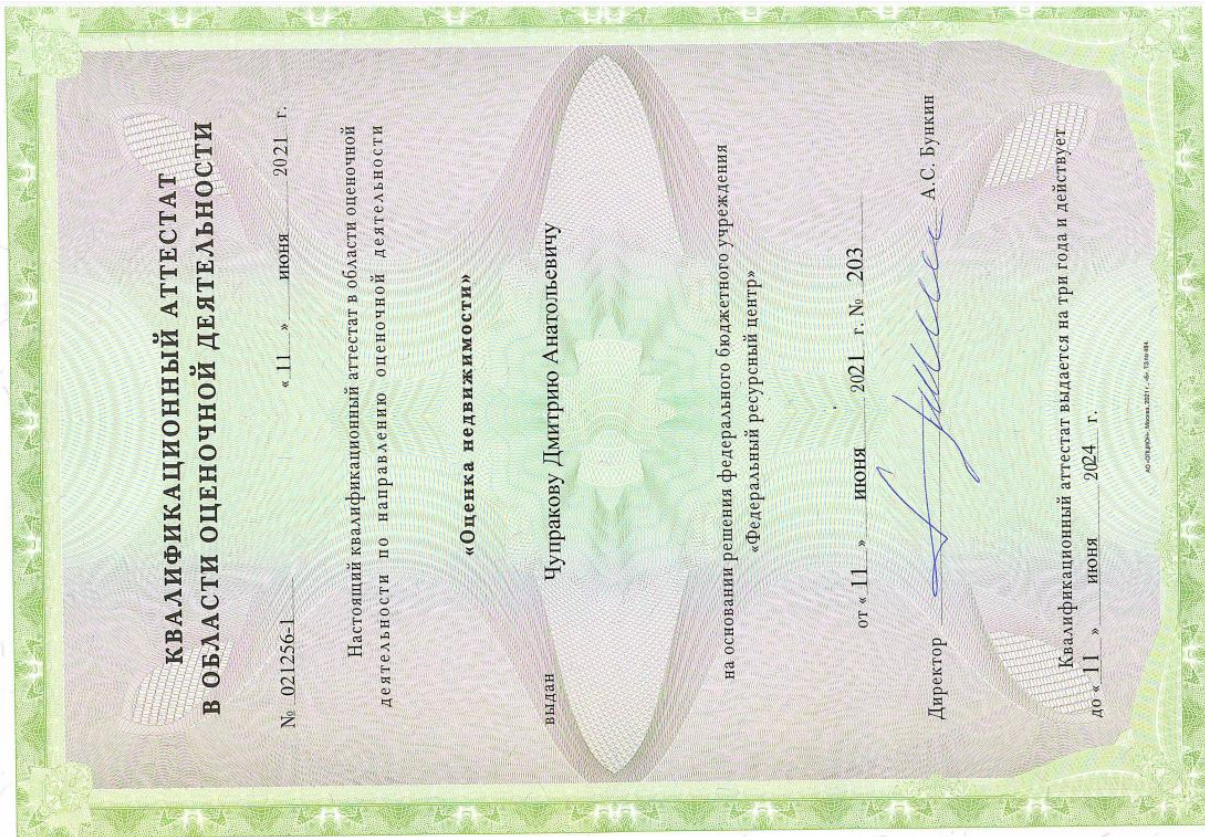 КВАЛИФИКАЦИОННЫЙ АТТЕСТАТ
В ОБЛАСТИ ОЦЕНОЧНОЙ ДЕЯТЕЛЬНОСТИ
№ 021256-1 « 11 » июня 2021 г.
Настоящий квалификационный аттестат в области оценочной
деятельности по направлению оценочной деятельности
«Оценка недвижимости»
выдан Чупракову Дмитрию Анатольевичу
на основании решения федерального бюджетного учреждения
«Федеральный ресурсный центр»
от « 11 » июня 2021 г. № 203
Директор А.С. Бункин
Квалификационный аттестат выдается на три года и действует
до « 11 » июня 2024 г.